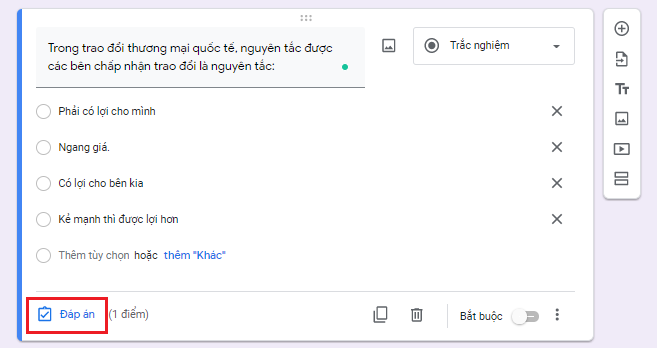 Trong trao đổi thương mại quốc tế, nguyên tắc được
các bên chấp nhận trao đổi là nguyên tắc:
Trắc nghiệm
Phải có lợi cho mình
Ngang giá.
Có lợi cho bên kia
Kẻ mạnh thì được lợi hơn
Thêm tùy chọn hoặc thêm "Khác"
Đáp án (1 điểm)
Bắt buộc
Tт